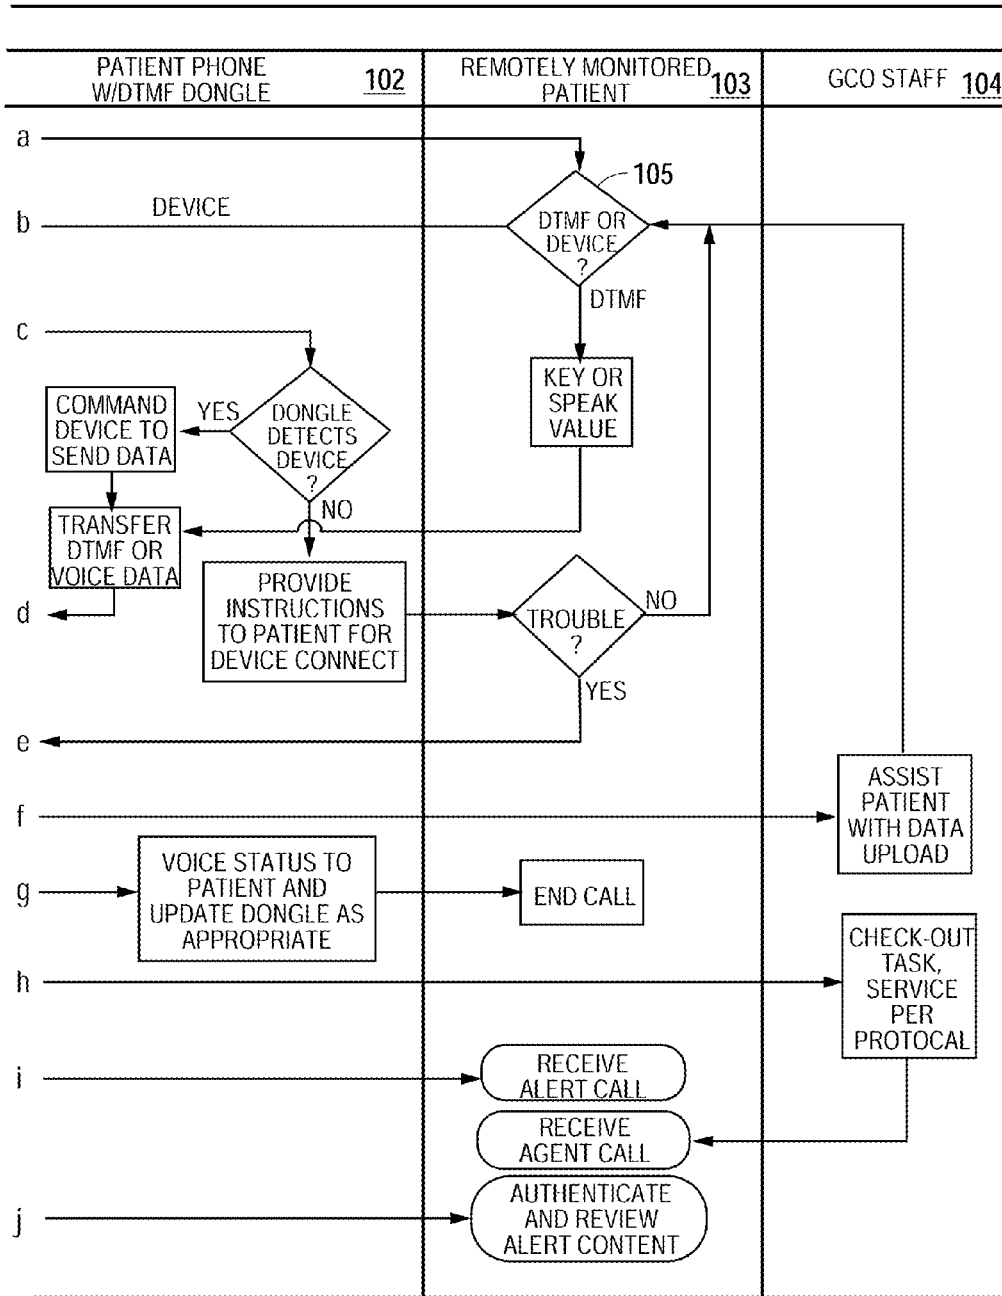 PATIENT PHONE
W/DTMF DONGLE
102
REMOTELY MONITORED
PATIENT
103
GCO STAFF
104
a
105
b
DEVICE
DTMF OR
DEVICE
?
DTMF
c
KEY OR
SPEAK
VALUE
COMMAND
DEVICE TO
SEND DATA
YES
DONGLE
DETECTS
DEVICE
?
NO
TRANSFER
DTMF OR
VOICE DATA
d
PROVIDE
INSTRUCTIONS
TO PATIENT FOR
DEVICE CONNECT
TROUBLE
?
NO
YES
e
f
ASSIST
PATIENT
WITH DATA
UPLOAD
g
VOICE STATUS TO
PATIENT AND
UPDATE DONGLE AS
APPROPRIATE
END CALL
h
CHECK-OUT
TASK,
SERVICE
PER
PROTOCAL
i
RECEIVE
ALERT CALL
RECEIVE
AGENT CALL
j
AUTHENTICATE
AND REVIEW
ALERT CONTENT